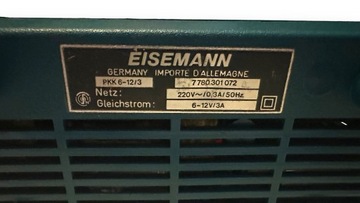 EISEMANN
GERMANY IMPORTE D'ALLEMAGNE
PKK 6-12/3 7780301072
Netz: 220V~/0,3A/50Hz
Gleichstrom: 6-12V/3A